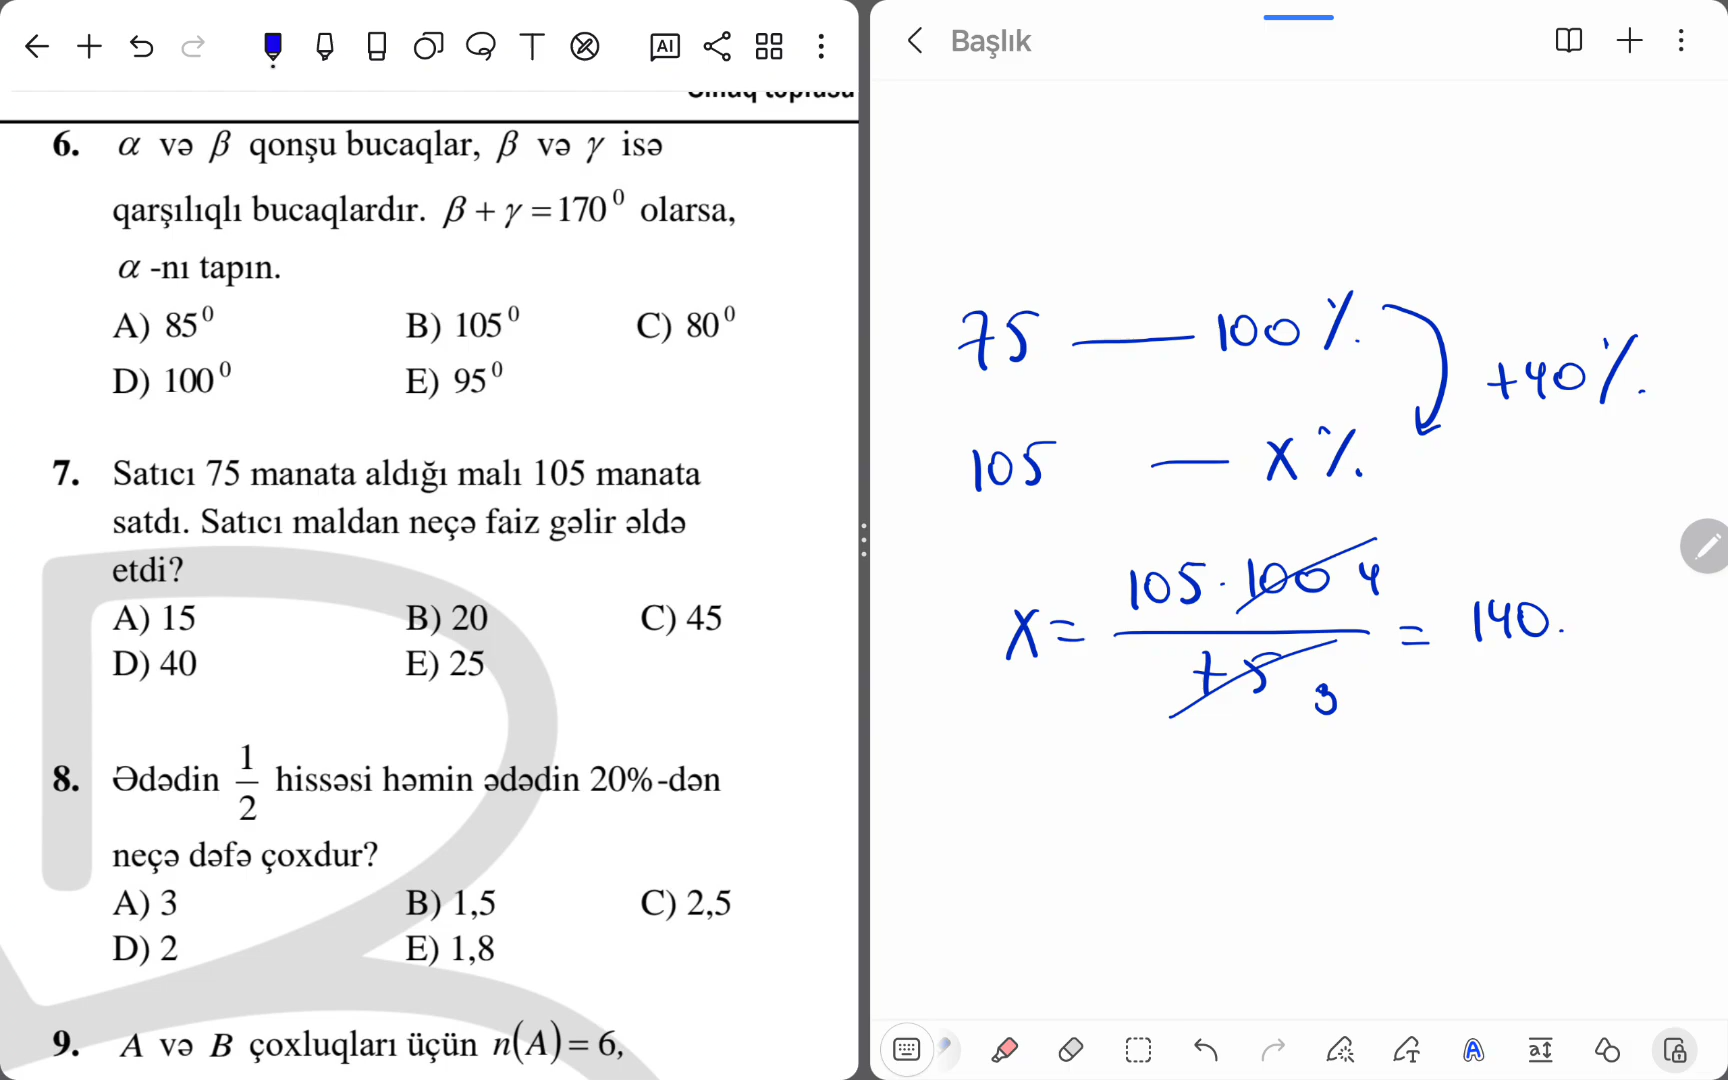 6. α və β qonşu bucaqlar, β və γ isə
qarşılıqlı bucaqlardır. β + γ = 170⁰ olarsa,
α -nı tapın.
A) 85⁰ B) 105⁰ C) 80⁰
D) 100⁰ E) 95⁰
7. Satıcı 75 manata aldığı malı 105 manata
satdı. Satıcı maldan neçə faiz gəlir əldə
etdi?
A) 15 B) 20 C) 45
D) 40 E) 25
8. Ədədin 1/2 hissəsi həmin ədədin 20%-dən
neçə dəfə çoxdur?
A) 3 B) 1,5 C) 2,5
D) 2 E) 1,8
9. A və B çoxluqları üçün n(A) = 6,
Başlık
75 — 100%
+40%
105 — x%
x = 105 · 100 4 / 75 3 = 140.